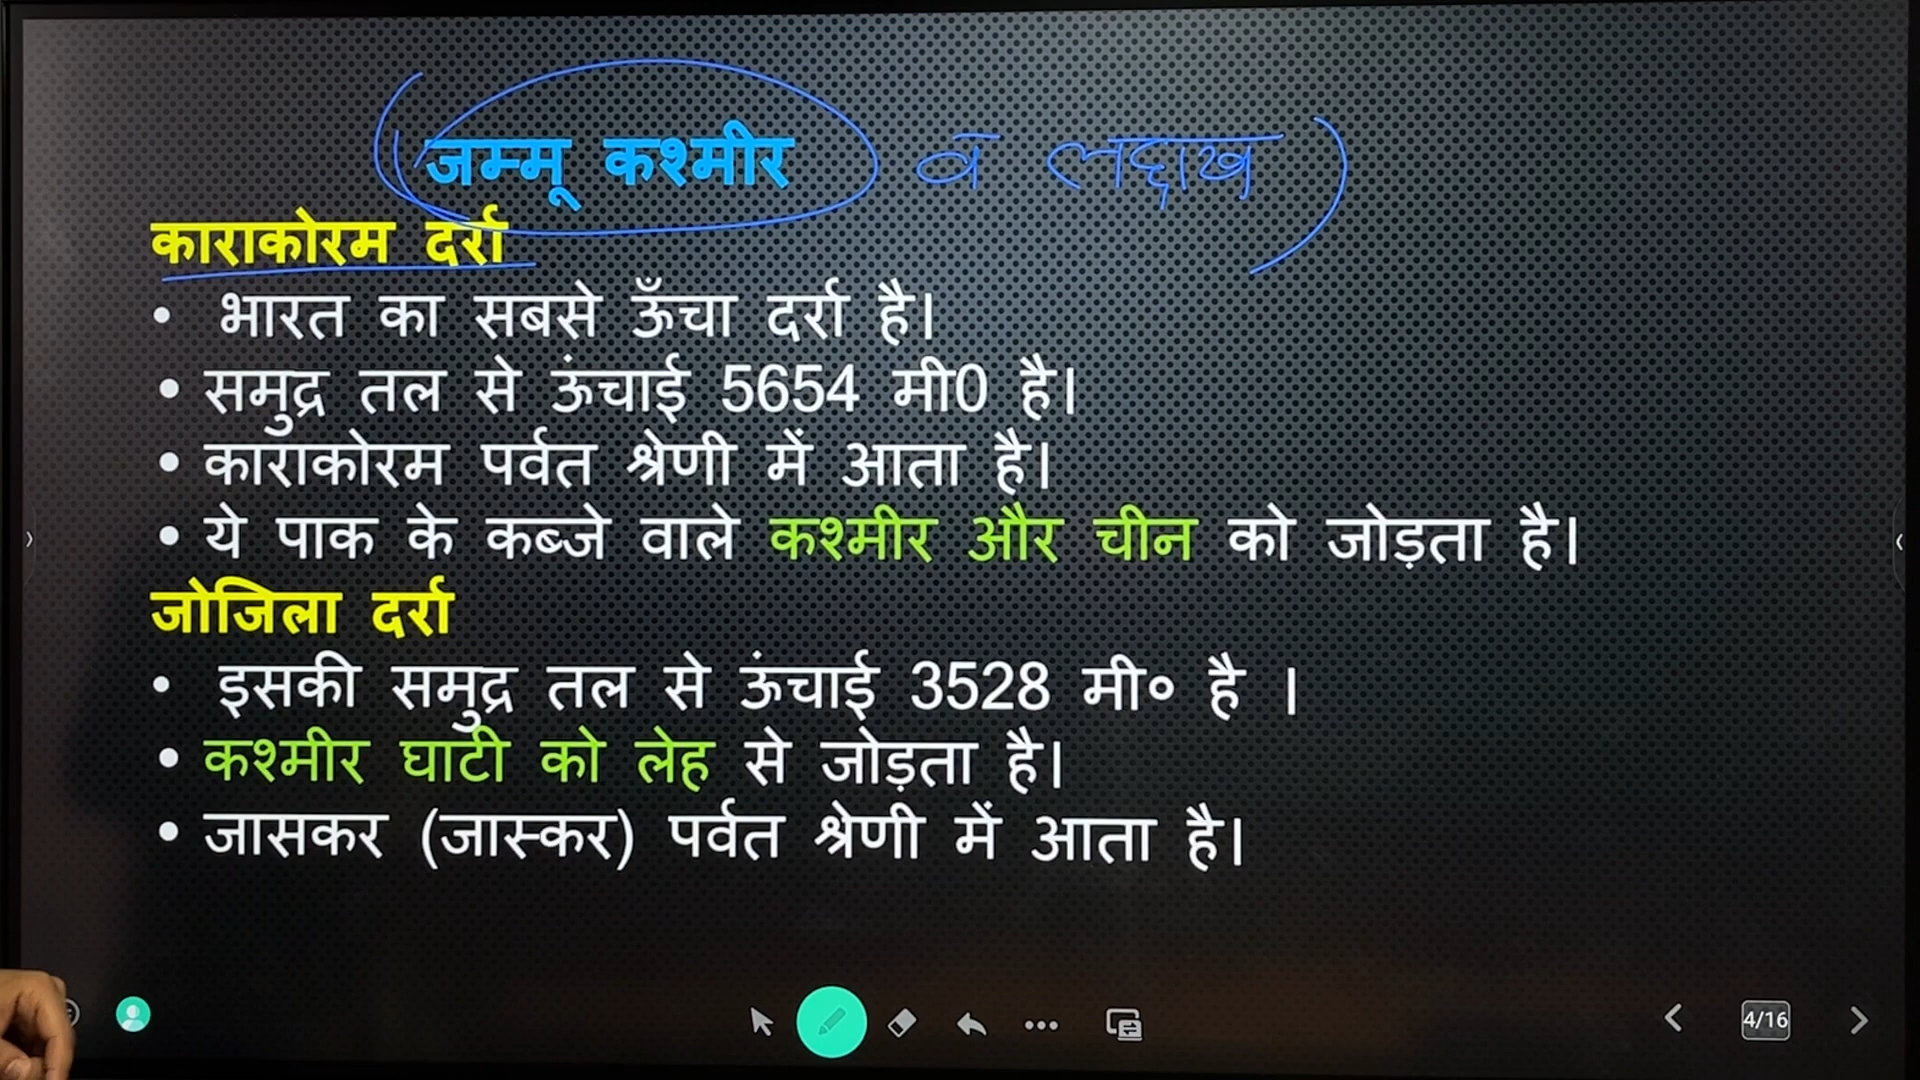 जम्मू कश्मीर व लद्दाख
काराकोरम दर्रा
• भारत का सबसे ऊँचा दर्रा है।
• समुद्र तल से ऊंचाई 5654 मी0 है।
• काराकोरम पर्वत श्रेणी में आता है।
• ये पाक के कब्जे वाले कश्मीर और चीन को जोड़ता है।
जोजिला दर्रा
• इसकी समुद्र तल से ऊंचाई 3528 मी० है ।
• कश्मीर घाटी को लेह से जोड़ता है।
• जासकर (जास्कर) पर्वत श्रेणी में आता है।
4/16